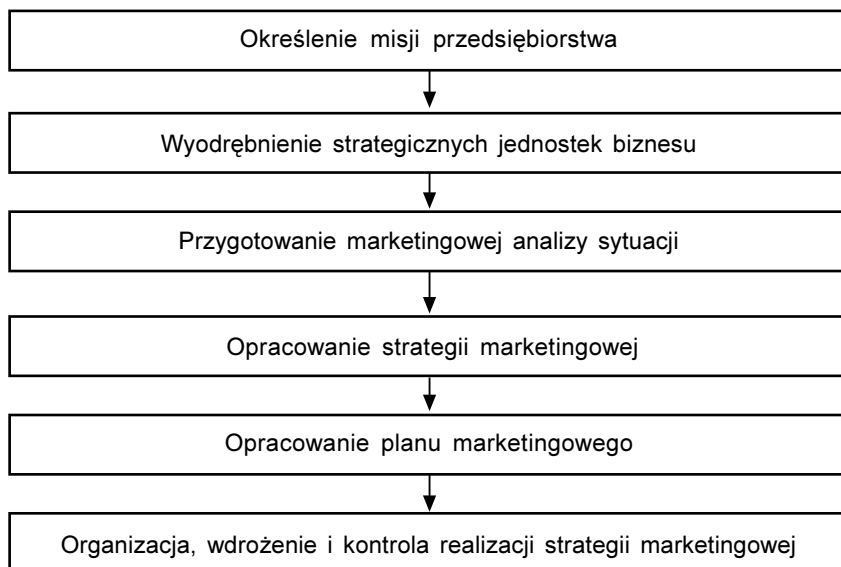 Określenie misji przedsiębiorstwa
Wyodrębnienie strategicznych jednostek biznesu
Przygotowanie marketingowej analizy sytuacji
Opracowanie strategii marketingowej
Opracowanie planu marketingowego
Organizacja, wdrożenie i kontrola realizacji strategii marketingowej